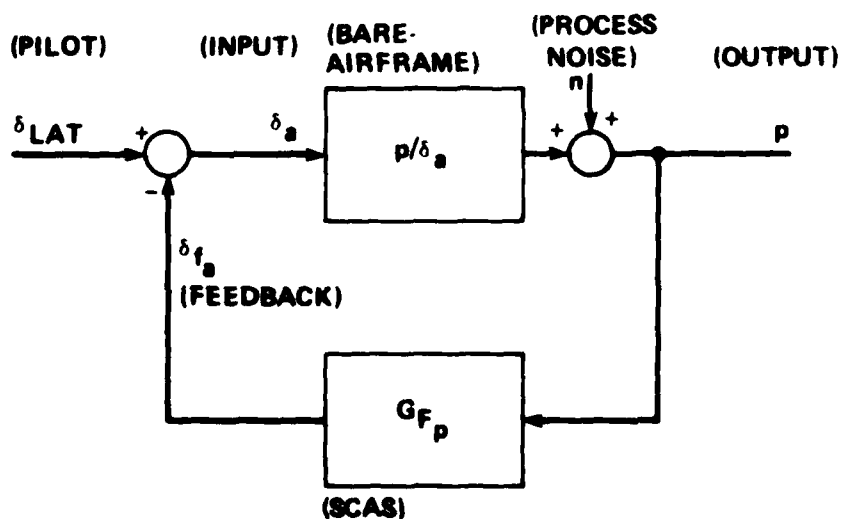 (PILOT)
(INPUT)
(BARE-
AIRFRAME)
(PROCESS
NOISE)
n
(OUTPUT)
δLAT
+
δa
p/δa
+
+
p
−
δfa
(FEEDBACK)
GFp
(SCAS)